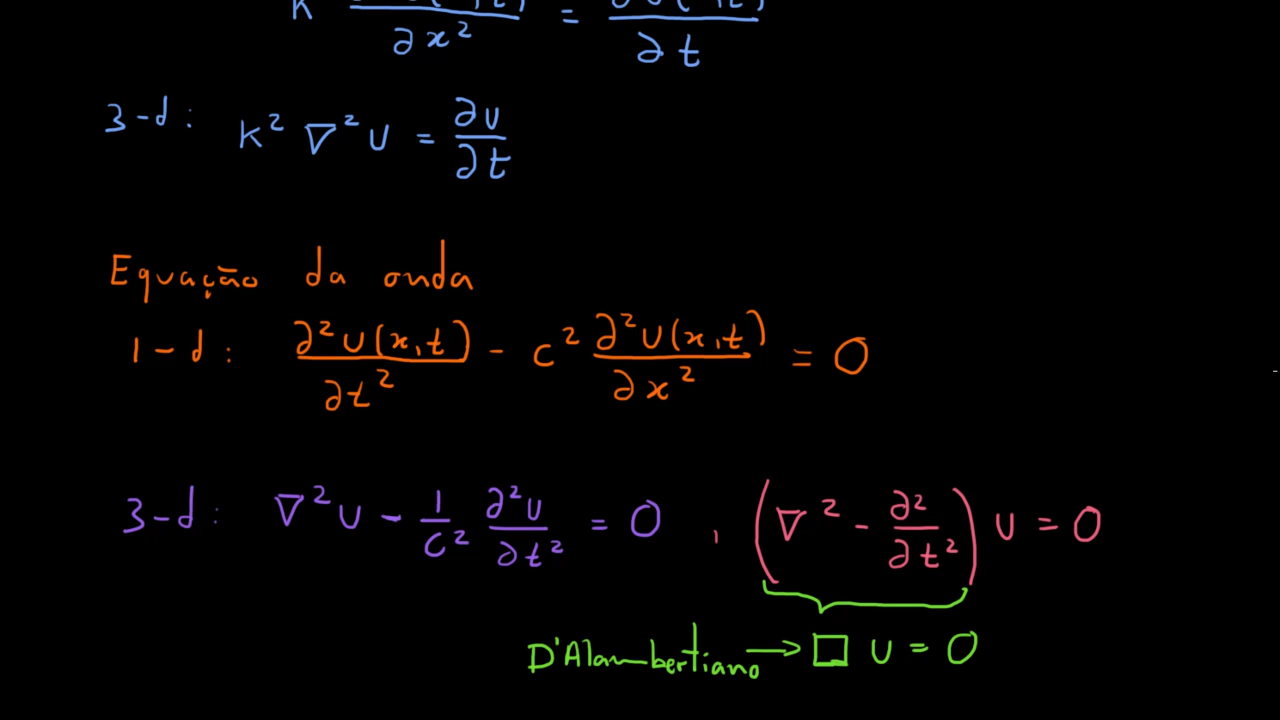 K ∂x² = ∂t
3-d: K² ∇² U = ∂U/∂t
Equação da onda
1-d: ∂²U(x,t)/∂t² - c² ∂²U(x,t)/∂x² = 0
3-d: ∇²U - 1/c² ∂²U/∂t² = 0 , (∇² - ∂²/∂t²) U = 0
D'Alambertiano → □ U = 0